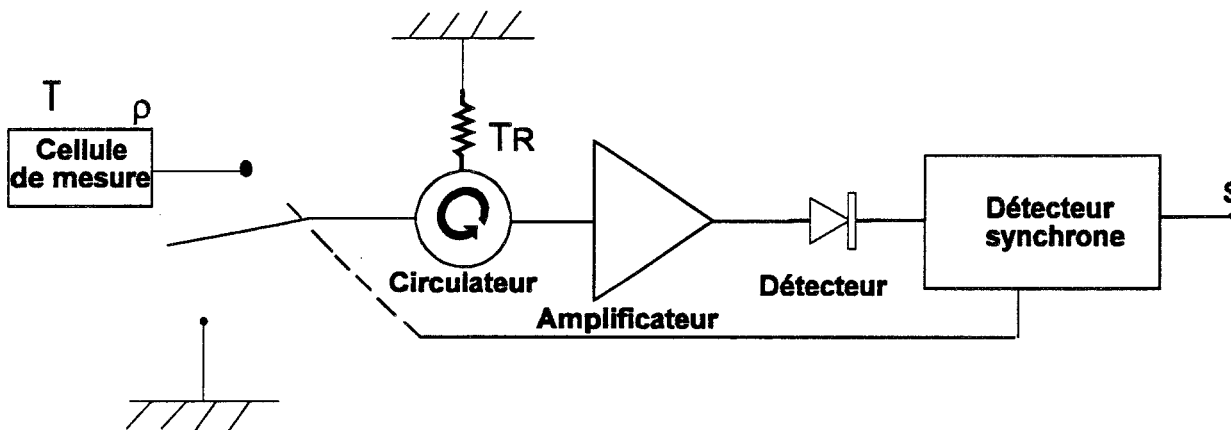 T ρ
Cellule
de mesure
TR
Circulateur
Amplificateur
Détecteur
Détecteur
synchrone
S